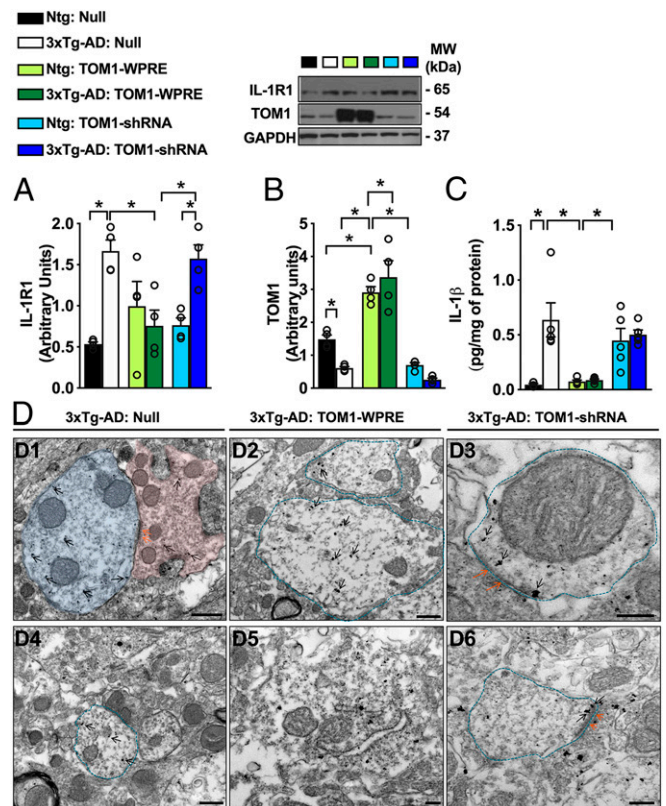 Ntg: Null
3xTg-AD: Null
Ntg: TOM1-WPRE
3xTg-AD: TOM1-WPRE
Ntg: TOM1-shRNA
3xTg-AD: TOM1-shRNA
MW
(kDa)
IL-1R1
- 65
TOM1
- 54
GAPDH
- 37
A
B
C
* * * *
* * * * *
* * *
IL-1R1
(Arbitrary Units)
2.0
1.5
1.0
0.5
0.0
TOM1
(Arbitrary units)
5
4
3
2
1
0
IL-1β
(pg/mg of protein)
1.5
1.0
0.5
0.0
D
3xTg-AD: Null
3xTg-AD: TOM1-WPRE
3xTg-AD: TOM1-shRNA
D1
D2
D3
D4
D5
D6